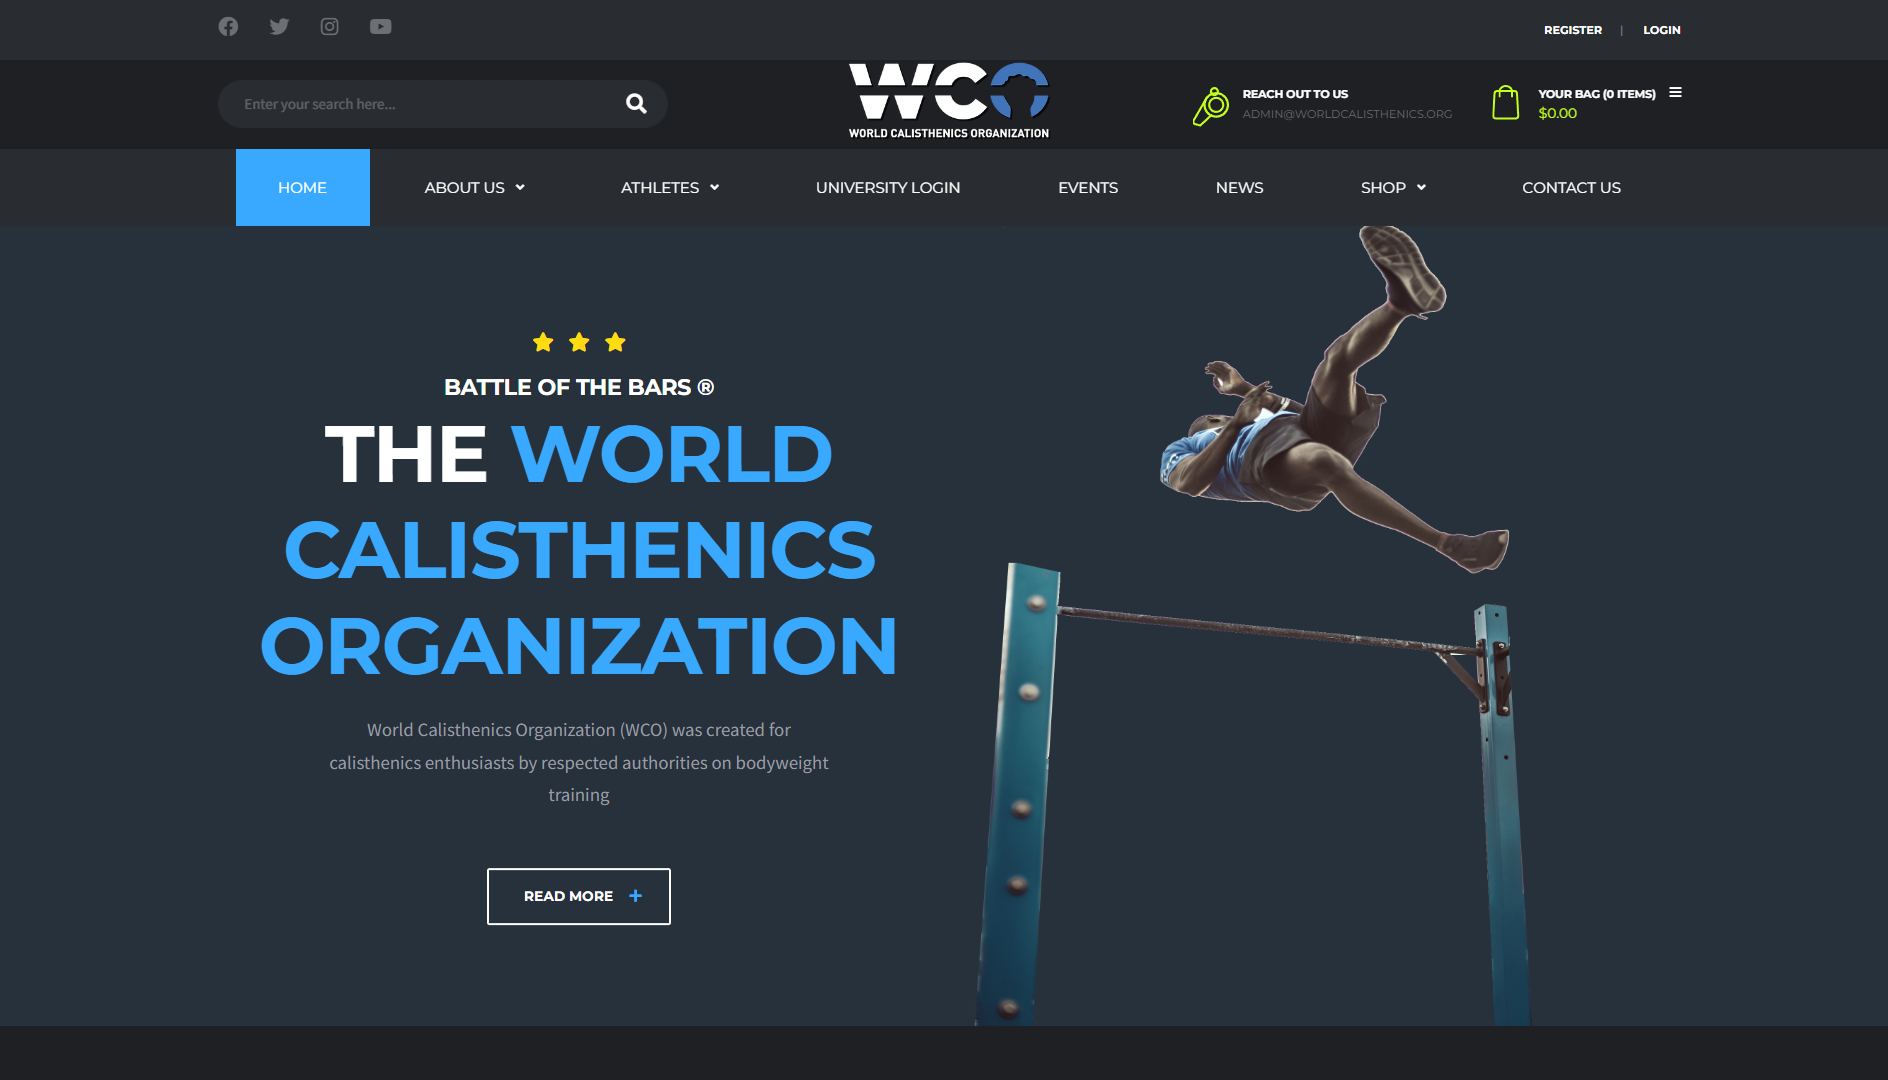 REGISTER | LOGIN
Enter your search here...
WCO
WORLD CALISTHENICS ORGANIZATION
REACH OUT TO US
ADMIN@WORLDCALISTHENICS.ORG
YOUR BAG (0 ITEMS)
$0.00
HOME ABOUT US ATHLETES UNIVERSITY LOGIN EVENTS NEWS SHOP CONTACT US
BATTLE OF THE BARS ®
THE WORLD
CALISTHENICS
ORGANIZATION
World Calisthenics Organization (WCO) was created for
calisthenics enthusiasts by respected authorities on bodyweight
training
READ MORE +